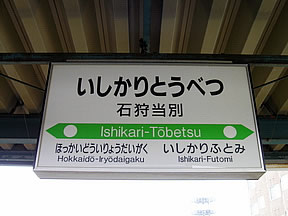 いしかりとうべつ
石狩当別
Ishikari-Tōbetsu
ほっかいどういりょうだいがく いしかりふとみ
Hokkaidō-Iryōdaigaku Ishikari-Futomi